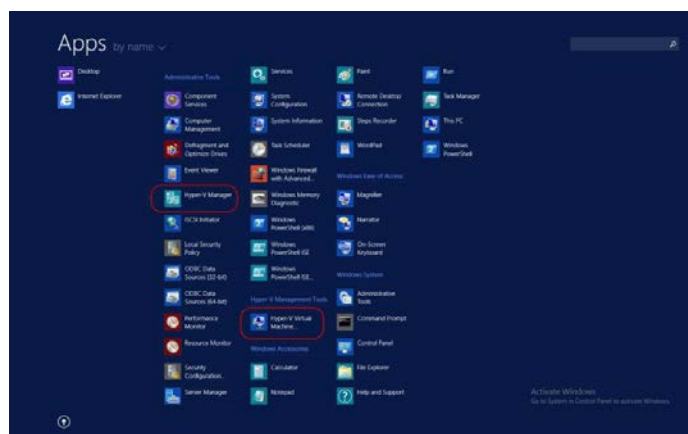 Apps by name
Desktop
Internet Explorer
Administrative Tools
Component
Services
Computer
Management
Defragment and
Optimize Drives
Event Viewer
Hyper-V Manager
iSCSI Initiator
Local Security
Policy
ODBC Data
Sources (32-bit)
ODBC Data
Sources (64-bit)
Performance
Monitor
Resource Monitor
Security
Configuration...
Server Manager
Services
System
Configuration
System Information
Task Scheduler
Windows Firewall
with Advanced...
Windows Memory
Diagnostic
Windows
PowerShell (x86)
Windows
PowerShell ISE
Windows
PowerShell ISE...
Hyper-V Management Tools
Hyper-V Virtual
Machine...
Windows Accessories
Calculator
Notepad
Paint
Remote Desktop
Connection
Steps Recorder
WordPad
Windows Ease of Access
Magnifier
Narrator
On-Screen
Keyboard
Windows System
Administrative
Tools
Command Prompt
Control Panel
File Explorer
Help and Support
Run
Task Manager
This PC
Windows
PowerShell
Activate Windows
Go to System in Control Panel to activate Windows.